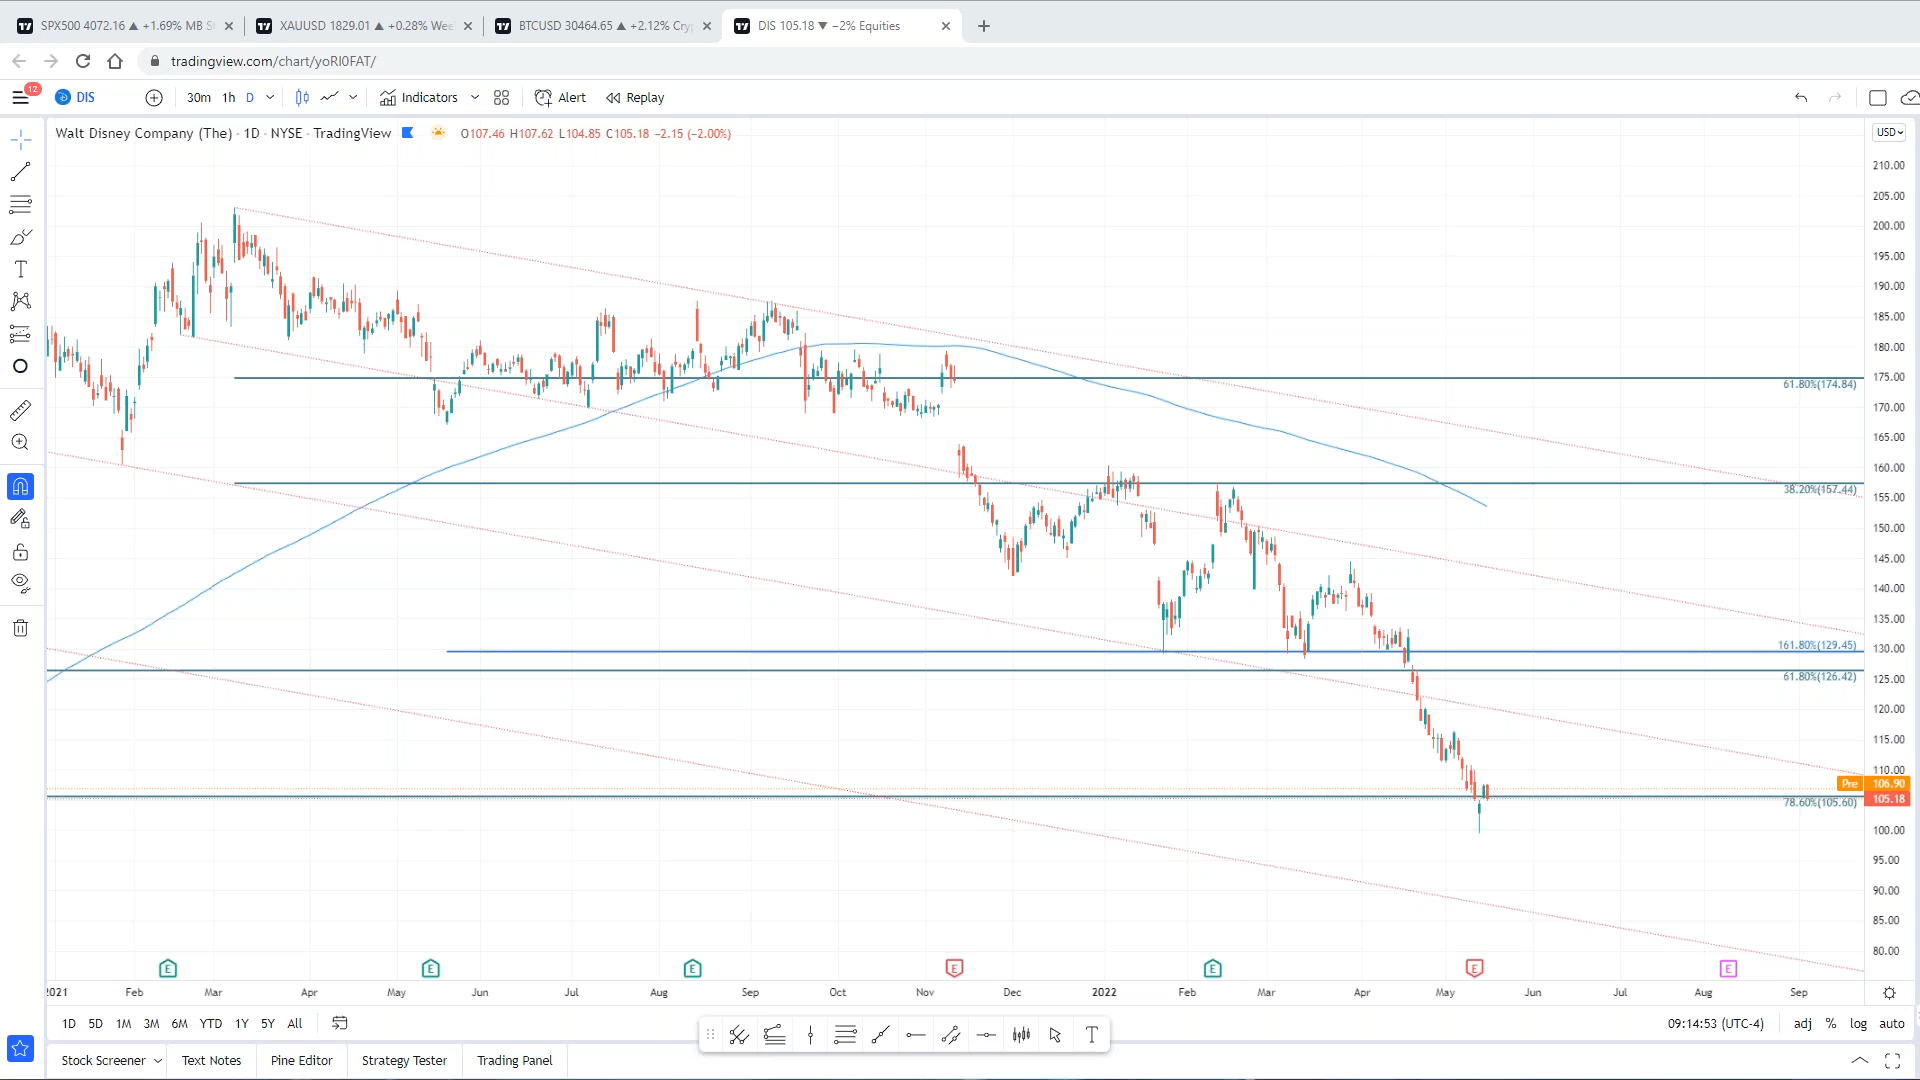 SPX500 4072.16 ▲ +1.69% MB S
XAUUSD 1829.01 ▲ +0.28% Wee
BTCUSD 30464.65 ▲ +2.12% Cry
DIS 105.18 ▼ −2% Equities
tradingview.com/chart/yoRl0FAT/
12
DIS
30m 1h D
Indicators
Alert
Replay
Walt Disney Company (The) · 1D · NYSE · TradingView
O107.46 H107.62 L104.85 C105.18 −2.15 (−2.00%)
USD
210.00
205.00
200.00
195.00
190.00
185.00
180.00
175.00
61.80%(174.84)
170.00
165.00
160.00
38.20%(157.44)
155.00
150.00
145.00
140.00
135.00
161.80%(129.45)
130.00
61.80%(126.42)
125.00
120.00
115.00
110.00
Pre 106.90
105.18
78.60%(105.60)
100.00
95.00
90.00
85.00
80.00
E E E E E E E
2021 Feb Mar Apr May Jun Jul Aug Sep Oct Nov Dec 2022 Feb Mar Apr May Jun Jul Aug Sep
1D 5D 1M 3M 6M YTD 1Y 5Y All
09:14:53 (UTC-4) adj % log auto
T
Stock Screener Text Notes Pine Editor Strategy Tester Trading Panel